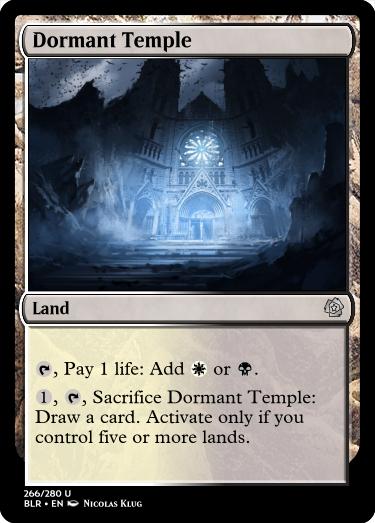 Dormant Temple
Land
, Pay 1 life: Add or .
1, , Sacrifice Dormant Temple:
Draw a card. Activate only if you
control five or more lands.
266/280 U
BLR • EN Nicolas Klug